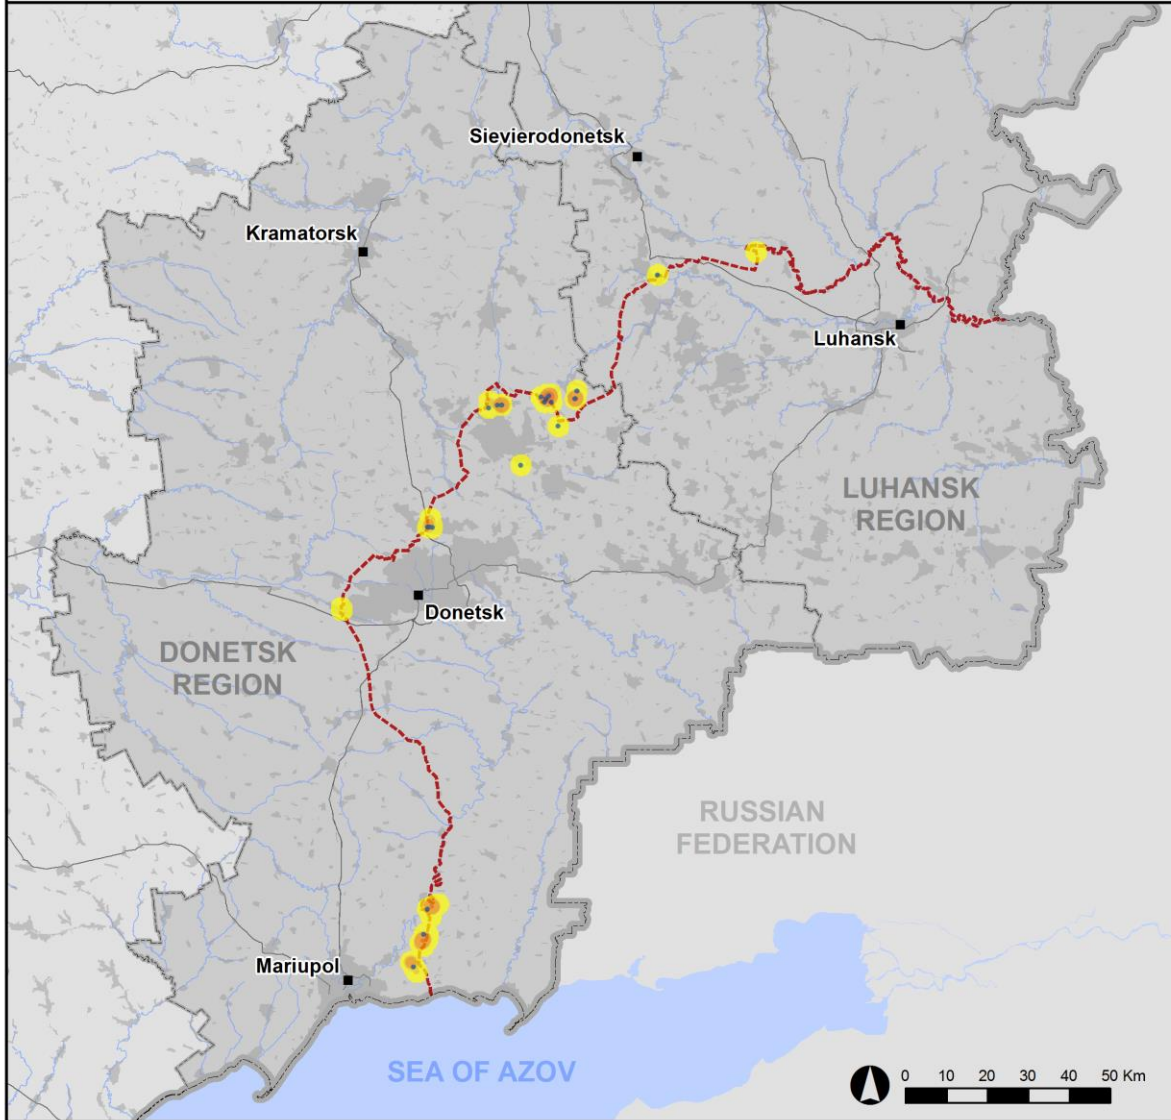 Sievierodonetsk
Kramatorsk
Luhansk
LUHANSK
REGION
Donetsk
DONETSK
REGION
RUSSIAN
FEDERATION
Mariupol
SEA OF AZOV
0 10 20 30 40 50 Km